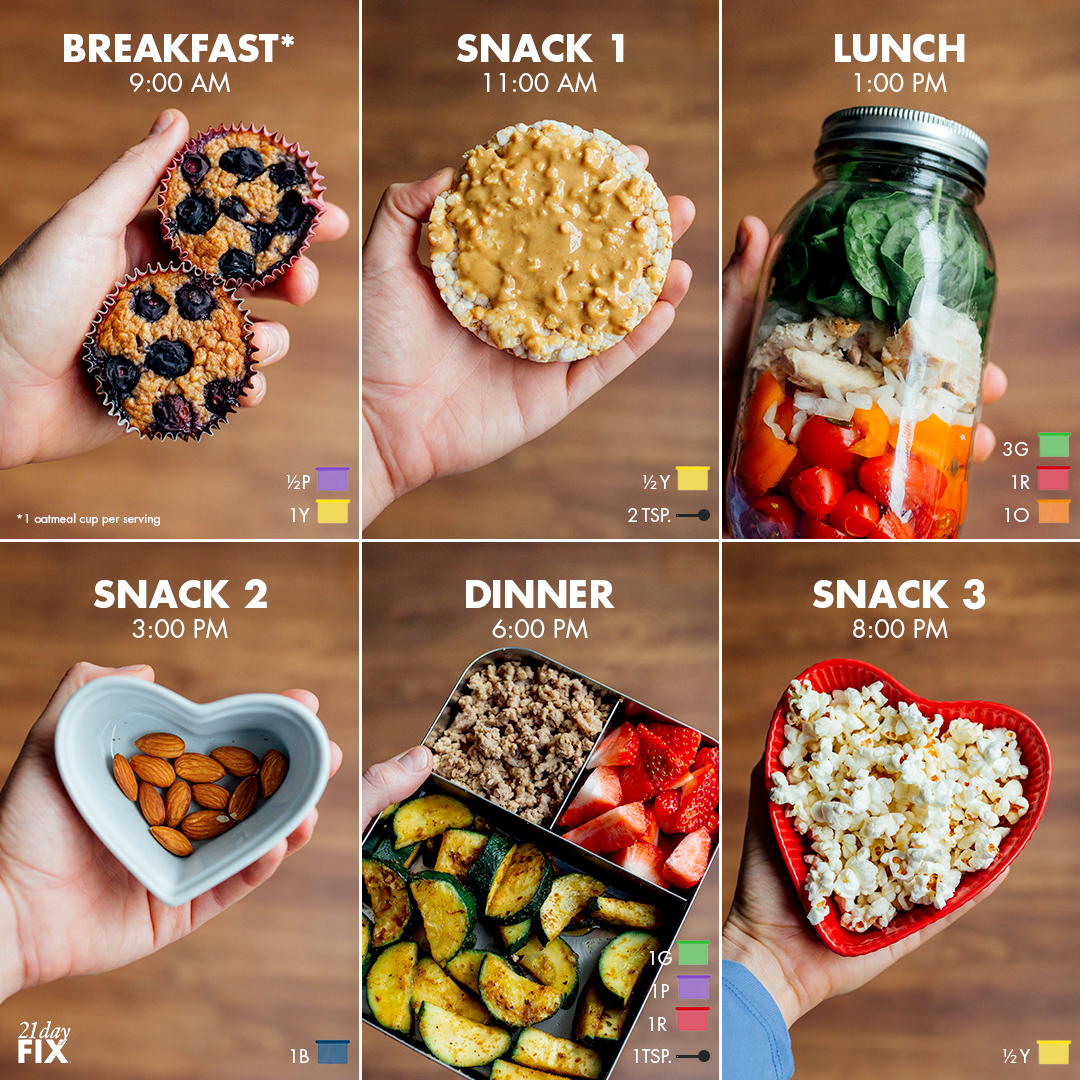 BREAKFAST*
9:00 AM
½P
1Y
*1 oatmeal cup per serving
SNACK 1
11:00 AM
½Y
2 TSP.
LUNCH
1:00 PM
3G
1R
1O
SNACK 2
3:00 PM
21day
FIX
1B
DINNER
6:00 PM
1G
1P
1R
1TSP.
SNACK 3
8:00 PM
½Y